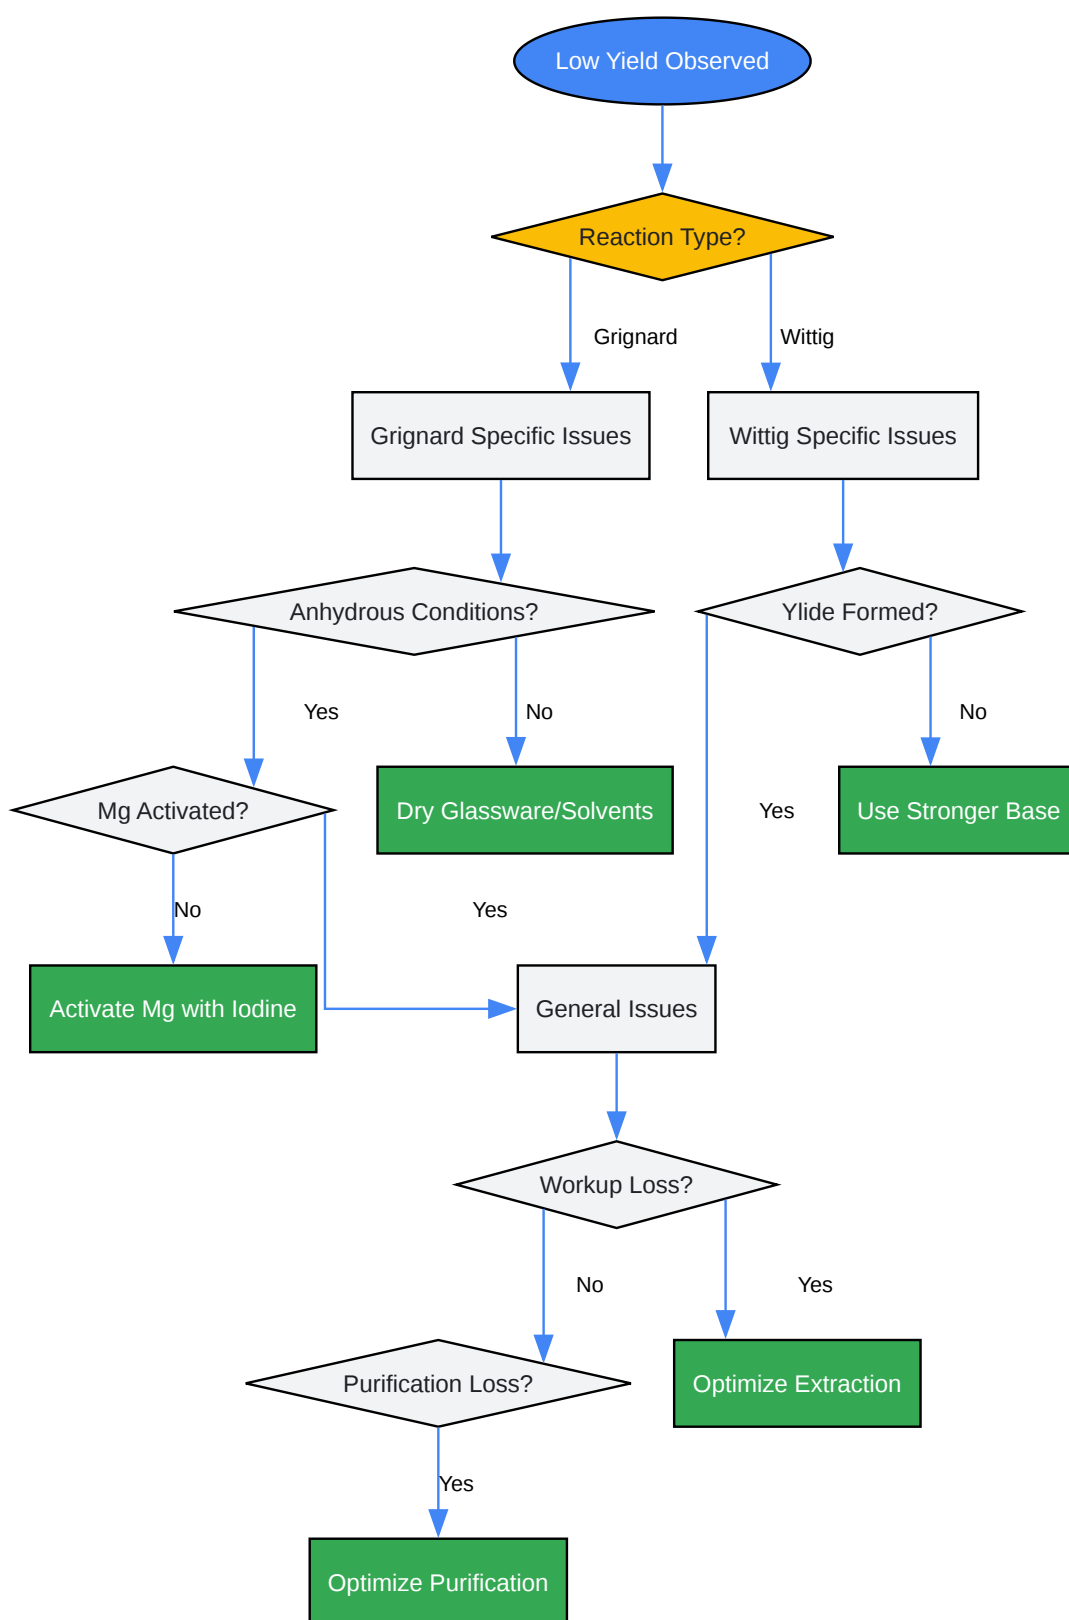 Low Yield Observed
Reaction Type?
Grignard
Wittig
Grignard Specific Issues
Wittig Specific Issues
Anhydrous Conditions?
Ylide Formed?
Yes
No
No
Mg Activated?
Dry Glassware/Solvents
Yes
Use Stronger Base
No
Yes
Activate Mg with Iodine
General Issues
Workup Loss?
No
Yes
Purification Loss?
Optimize Extraction
Yes
Optimize Purification